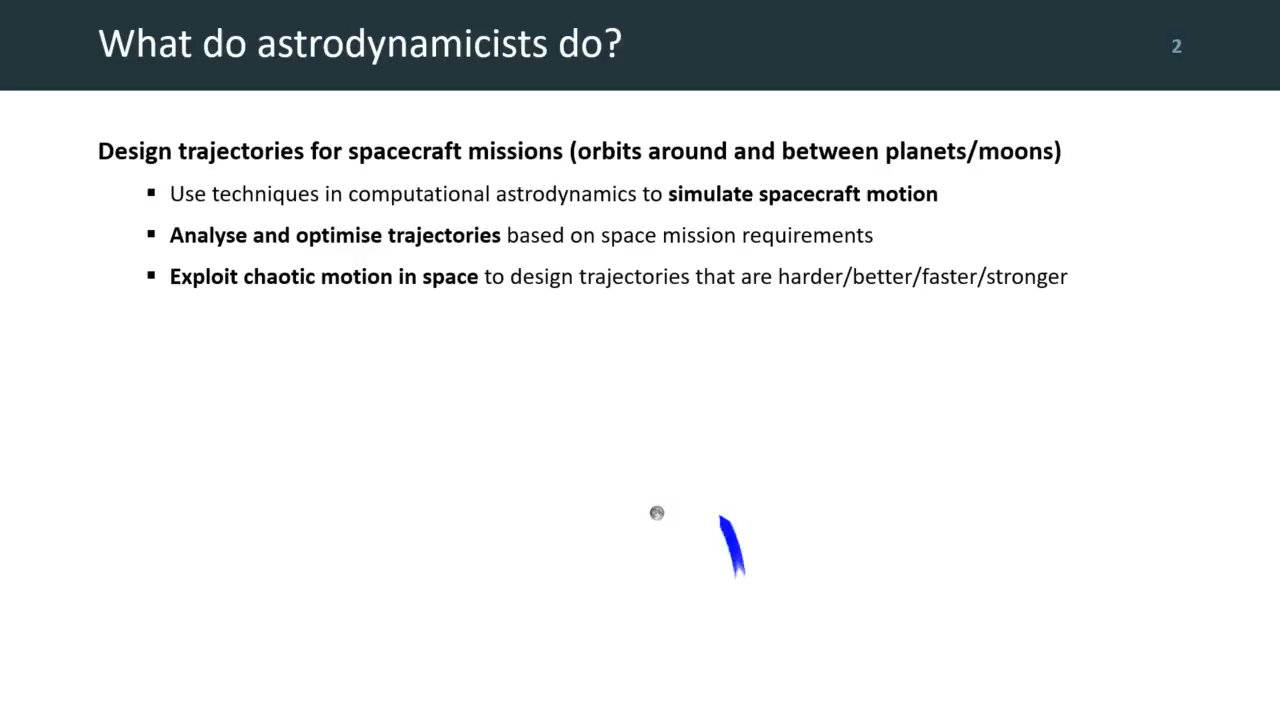 What do astrodynamicists do?
2
Design trajectories for spacecraft missions (orbits around and between planets/moons)
▪ Use techniques in computational astrodynamics to simulate spacecraft motion
▪ Analyse and optimise trajectories based on space mission requirements
▪ Exploit chaotic motion in space to design trajectories that are harder/better/faster/stronger